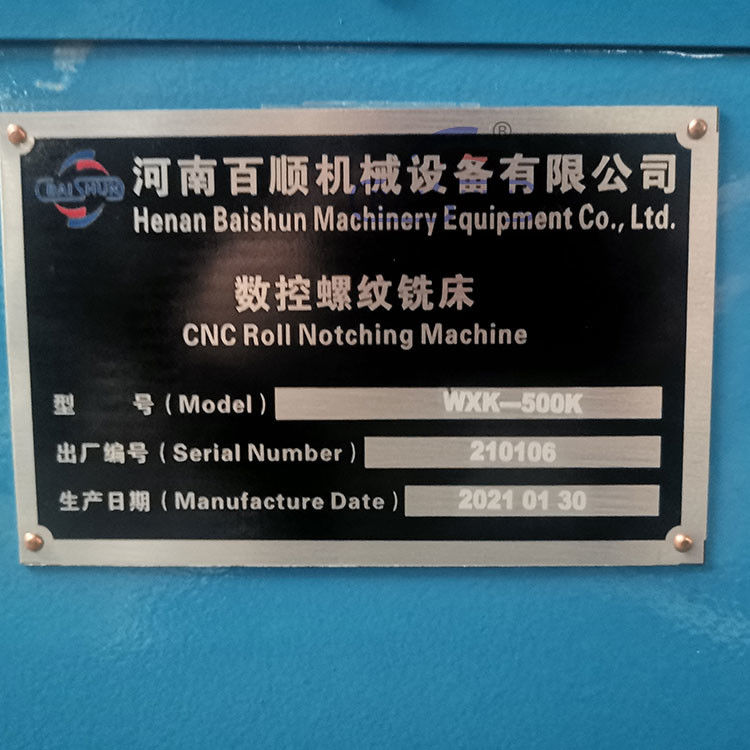 BAISHUN
®
河南百顺机械设备有限公司
Henan Baishun Machinery Equipment Co., Ltd.
数控螺纹铣床
CNC Roll Notching Machine
型 号 (Model) WXK—500K
出厂编号 (Serial Number) 210106
生产日期 (Manufacture Date) 2021 01 30